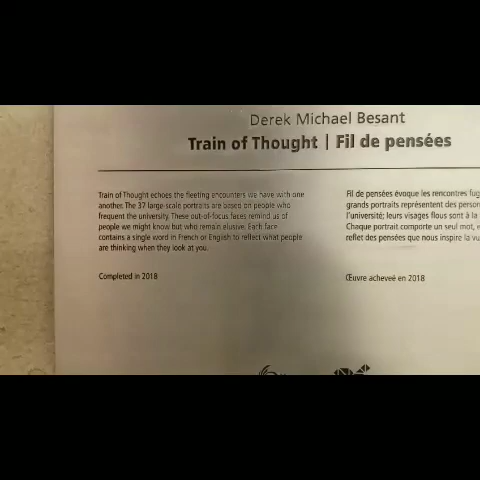 Derek Michael Besant
Train of Thought | Fil de pensées
Train of Thought echoes the fleeting encounters we have with one
another. The 37 large-scale portraits are based on people who
frequent the university. These out-of-focus faces remind us of
people we might know but who remain elusive. Each face
contains a single word in French or English to reflect what people
are thinking when they look at you.
Completed in 2018
Fil de pensées évoque les rencontres fug
grands portraits représentent des person
l'université; leurs visages flous sont à la
Chaque portrait comporte un seul mot, e
reflet des pensées que nous inspire la vu
Œuvre acheveé en 2018